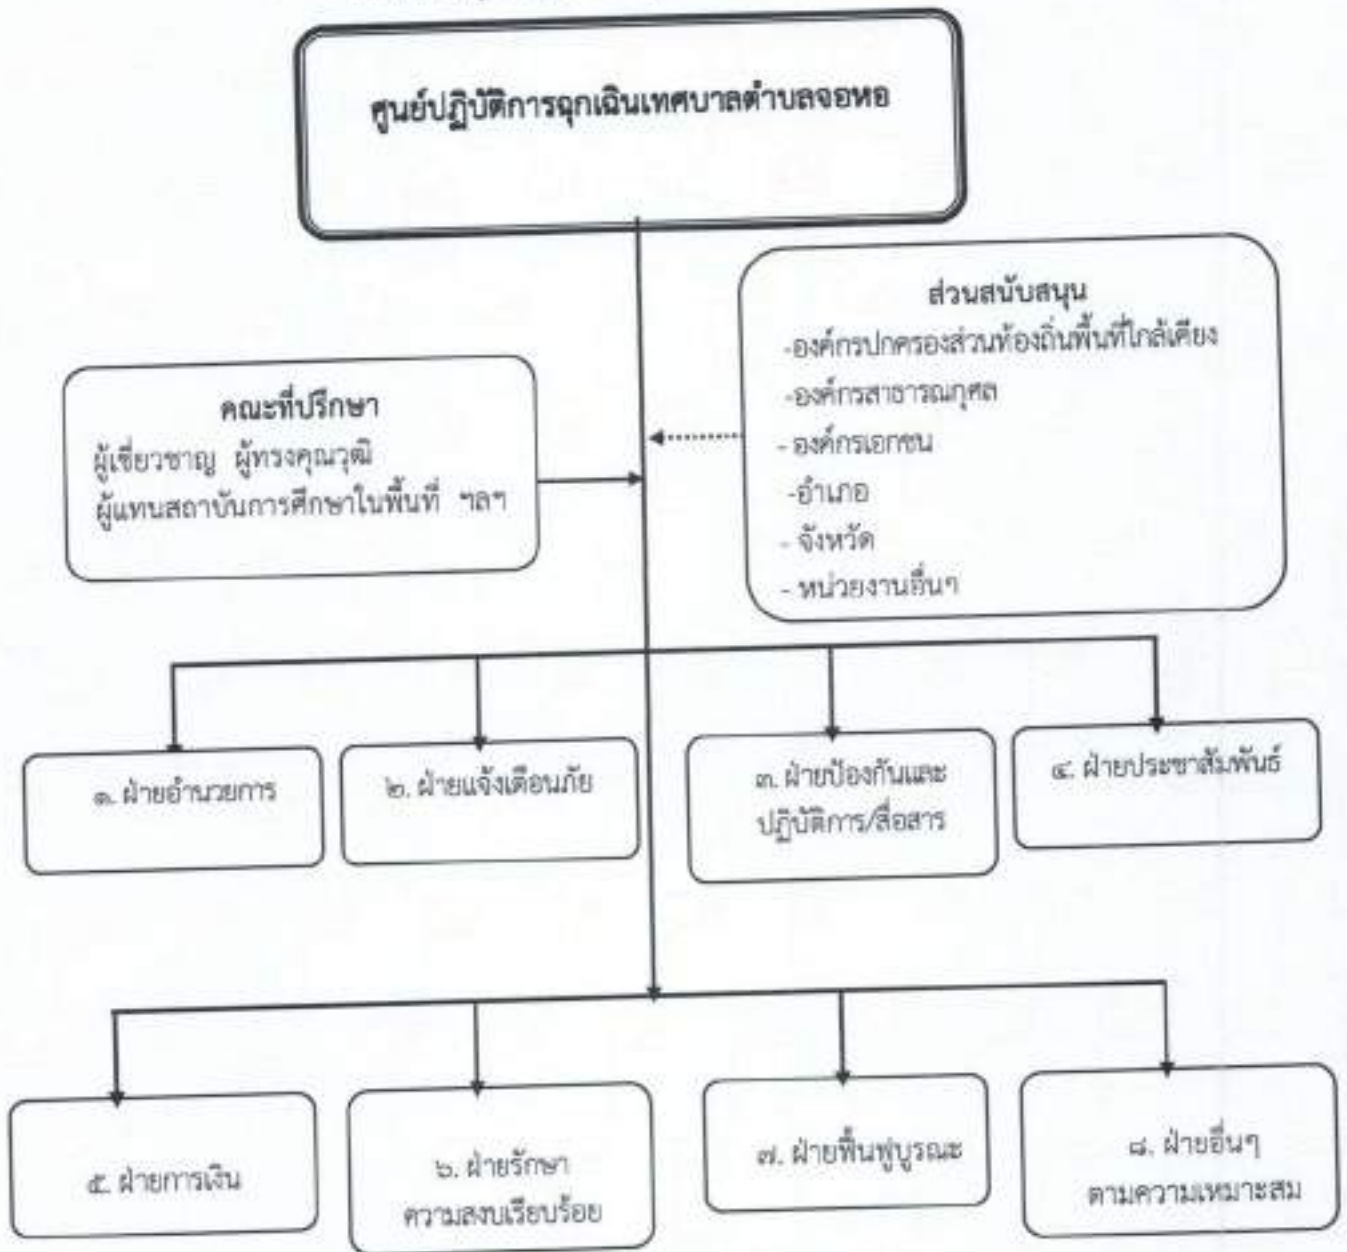 ศูนย์ปฏิบัติการฉุกเฉินเทศบาลตำบลจอหอ
ส่วนสนับสนุน
-องค์กรปกครองส่วนท้องถิ่นพื้นที่ใกล้เคียง
-องค์กรสาธารณกุศล
- องค์กรเอกชน
-อำเภอ
- จังหวัด
- หน่วยงานอื่นๆ
คณะที่ปรึกษา
ผู้เชี่ยวชาญ ผู้ทรงคุณวุฒิ
ผู้แทนสถาบันการศึกษาในพื้นที่ ฯลฯ
๑. ฝ่ายอำนวยการ
๒. ฝ่ายแจ้งเตือนภัย
๓. ฝ่ายป้องกันและ
ปฏิบัติการ/สื่อสาร
๔. ฝ่ายประชาสัมพันธ์
๕. ฝ่ายการเงิน
๖. ฝ่ายรักษา
ความสงบเรียบร้อย
๗. ฝ่ายฟื้นฟูบูรณะ
๘. ฝ่ายอื่นๆ
ตามความเหมาะสม